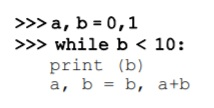 >>> a, b = 0,1
>>> while b < 10:
    print (b)
    a, b = b, a+b